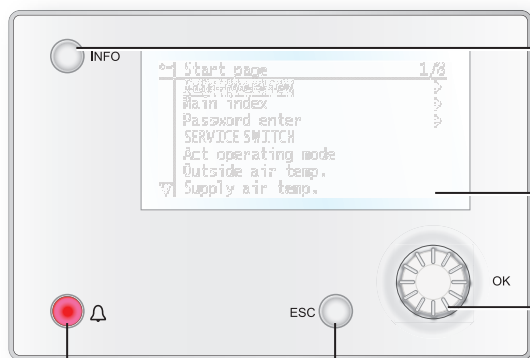 INFO
Start page 1/8
Main index
Password enter
SERVICE SWITCH
Act operating mode
Outside air temp.
Supply air temp.
OK
ESC